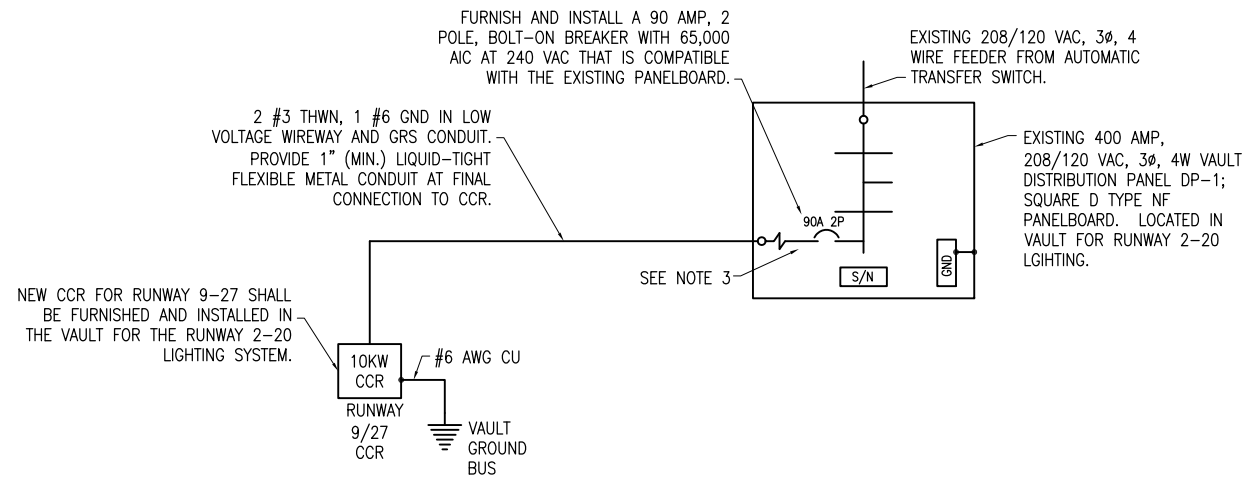 FURNISH AND INSTALL A 90 AMP, 2
POLE, BOLT-ON BREAKER WITH 65,000
AIC AT 240 VAC THAT IS COMPATIBLE
WITH THE EXISTING PANELBOARD.
EXISTING 208/120 VAC, 3ø, 4
WIRE FEEDER FROM AUTOMATIC
TRANSFER SWITCH.
2 #3 THWN, 1 #6 GND IN LOW
VOLTAGE WIREWAY AND GRS CONDUIT.
PROVIDE 1" (MIN.) LIQUID-TIGHT
FLEXIBLE METAL CONDUIT AT FINAL
CONNECTION TO CCR.
EXISTING 400 AMP,
208/120 VAC, 3ø, 4W VAULT
DISTRIBUTION PANEL DP-1;
SQUARE D TYPE NF
PANELBOARD. LOCATED IN
VAULT FOR RUNWAY 2-20
LGIHTING.
90A 2P
SEE NOTE 3
S/N
GND
NEW CCR FOR RUNWAY 9-27 SHALL
BE FURNISHED AND INSTALLED IN
THE VAULT FOR THE RUNWAY 2-20
LIGHTING SYSTEM.
10KW
CCR
#6 AWG CU
RUNWAY
9/27
CCR
VAULT
GROUND
BUS